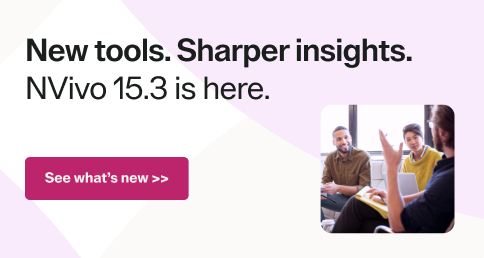 New tools. Sharper insights.
NVivo 15.3 is here.
See what's new >>